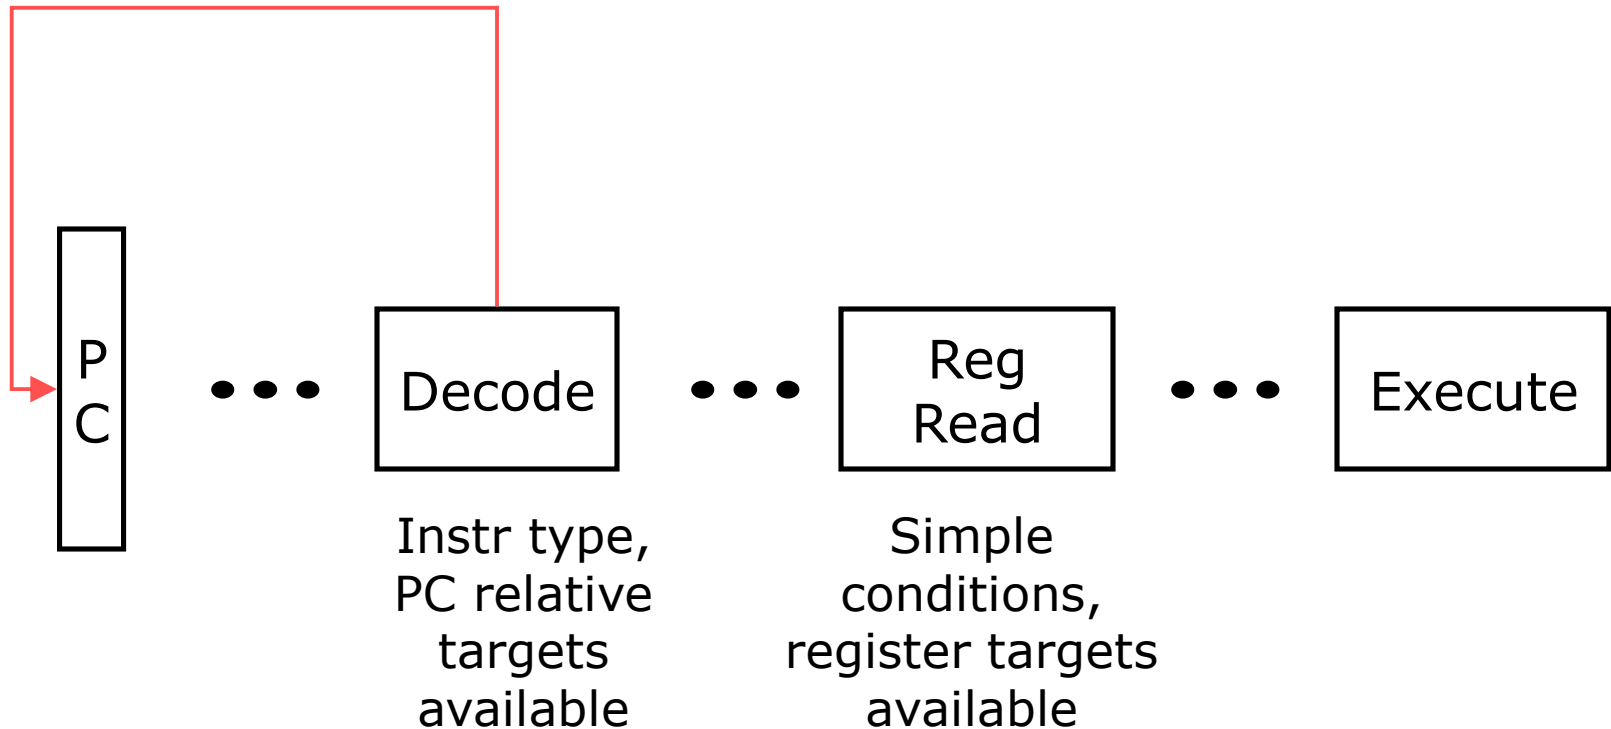 P
C
Decode
Reg
Read
Execute
Instr type,
PC relative
targets
available
Simple
conditions,
register targets
available